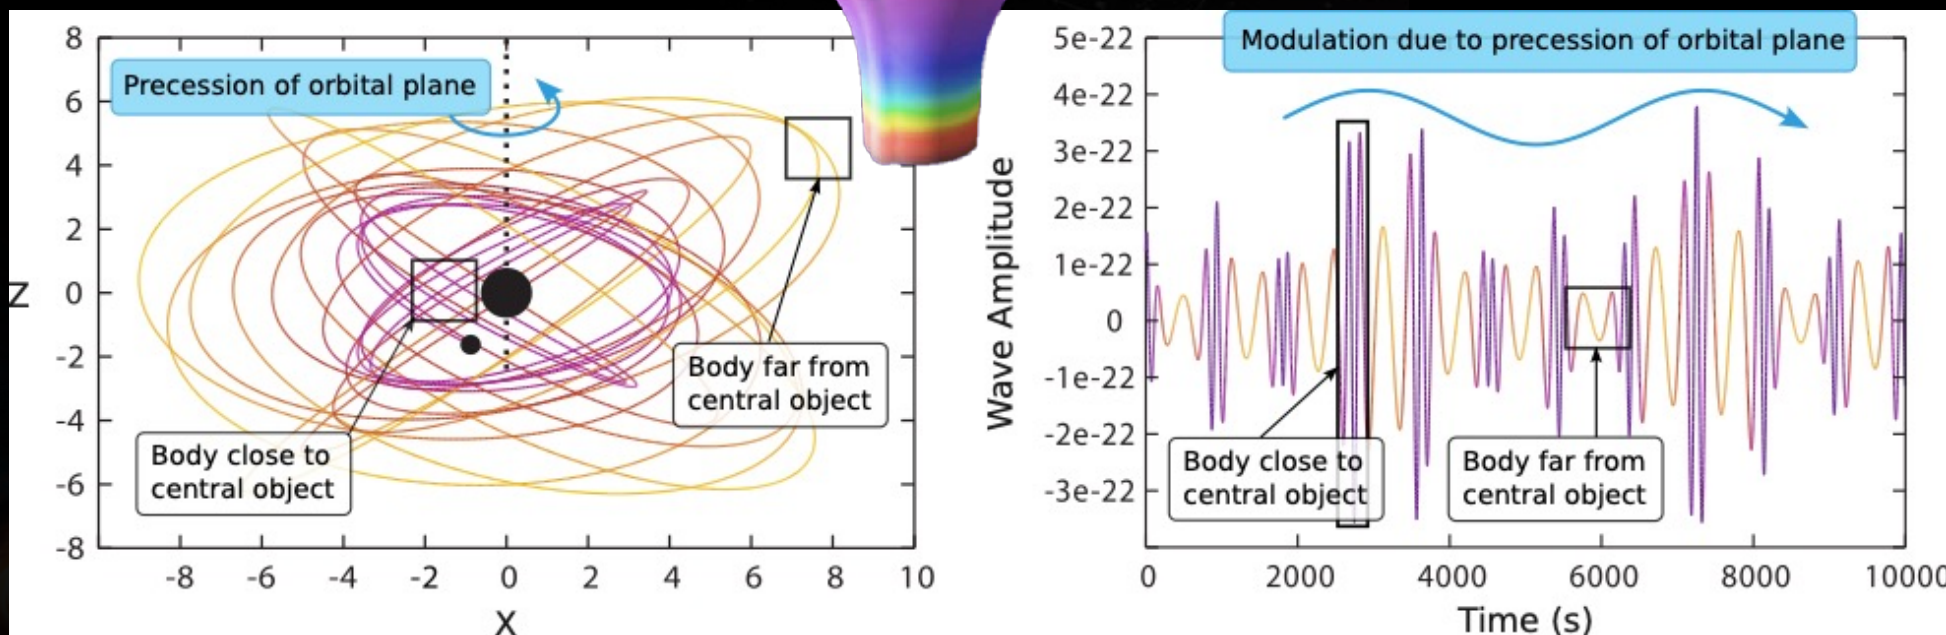 8
6
4
2
0
-2
-4
-6
-8
Z
Precession of orbital plane
Body far from
central object
Body close to
central object
-8 -6 -4 -2 0 2 4 6 8 10
X
5e-22
4e-22
3e-22
2e-22
1e-22
0
-1e-22
-2e-22
-3e-22
Wave Amplitude
Modulation due to precession of orbital plane
Body close to
central object
Body far from
central object
0 2000 4000 6000 8000 10000
Time (s)